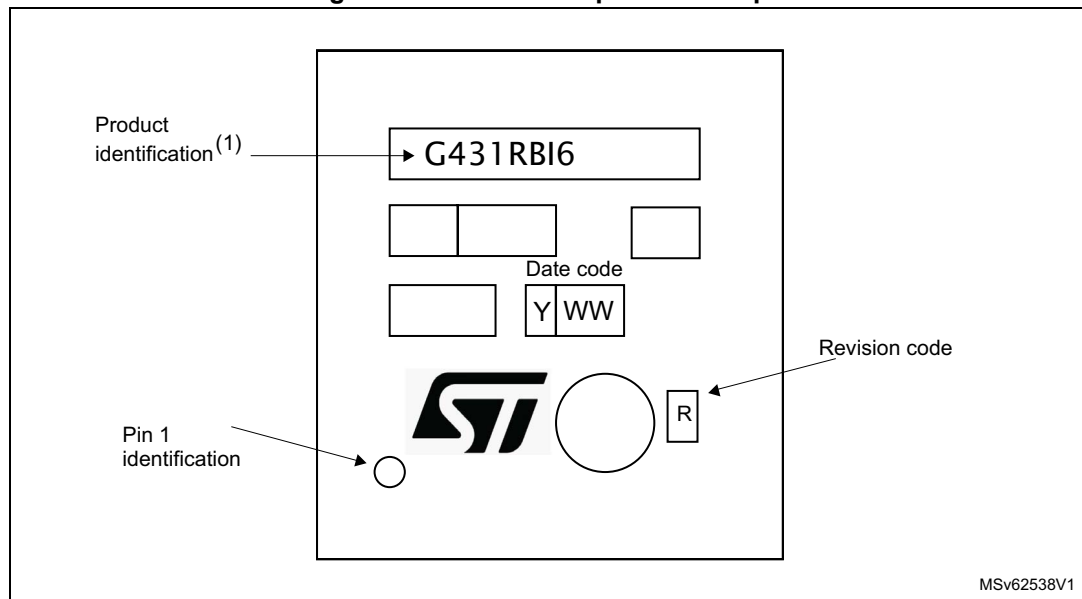 Product
identification(1)
G431RBI6
Date code
Y WW
Revision code
R
Pin 1
identification
MSv62538V1